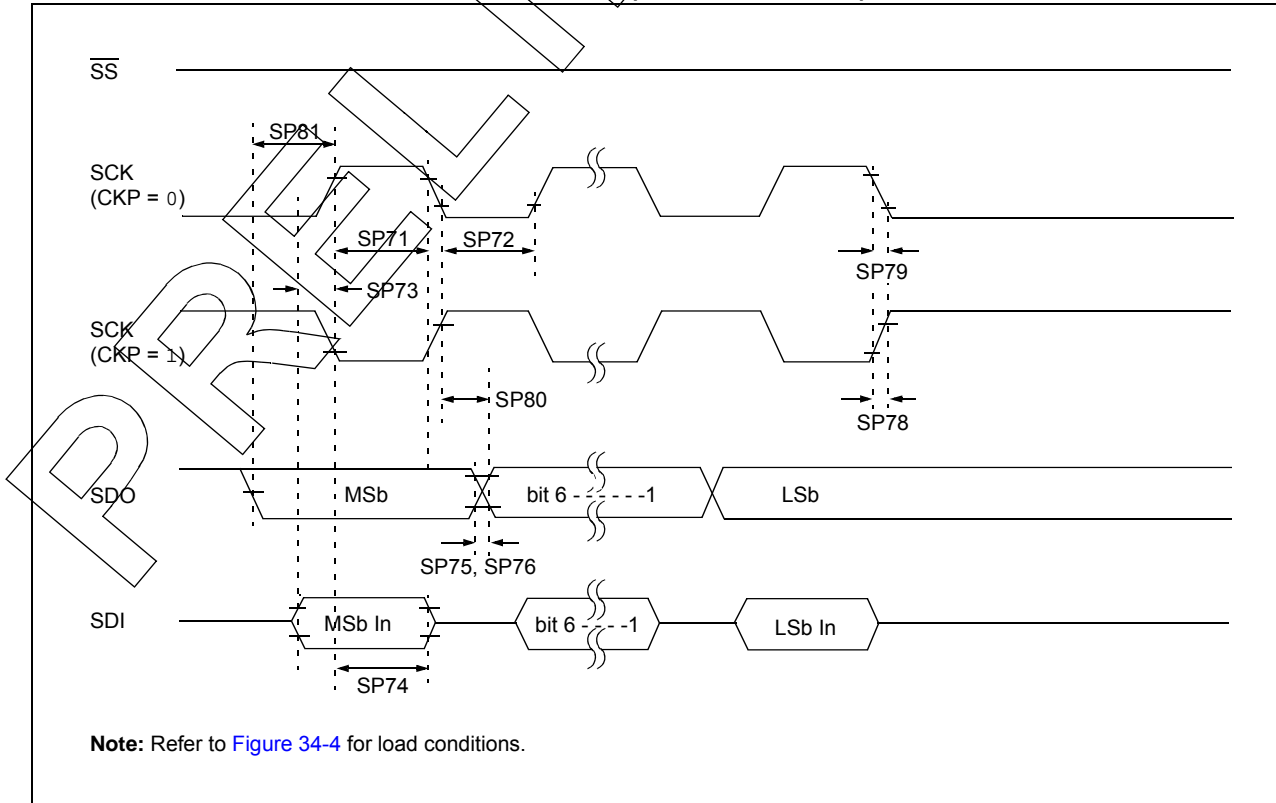 SS
SP81
SCK
(CKP = 0)
SP71
SP72
SP79
SP73
SCK
(CKP = 1)
SP80
SP78
SDO
MSb
bit 6 - - - - - -1
LSb
SP75, SP76
SDI
MSb In
bit 6 - - - -1
LSb In
SP74
Note: Refer to Figure 34-4 for load conditions.
PREL